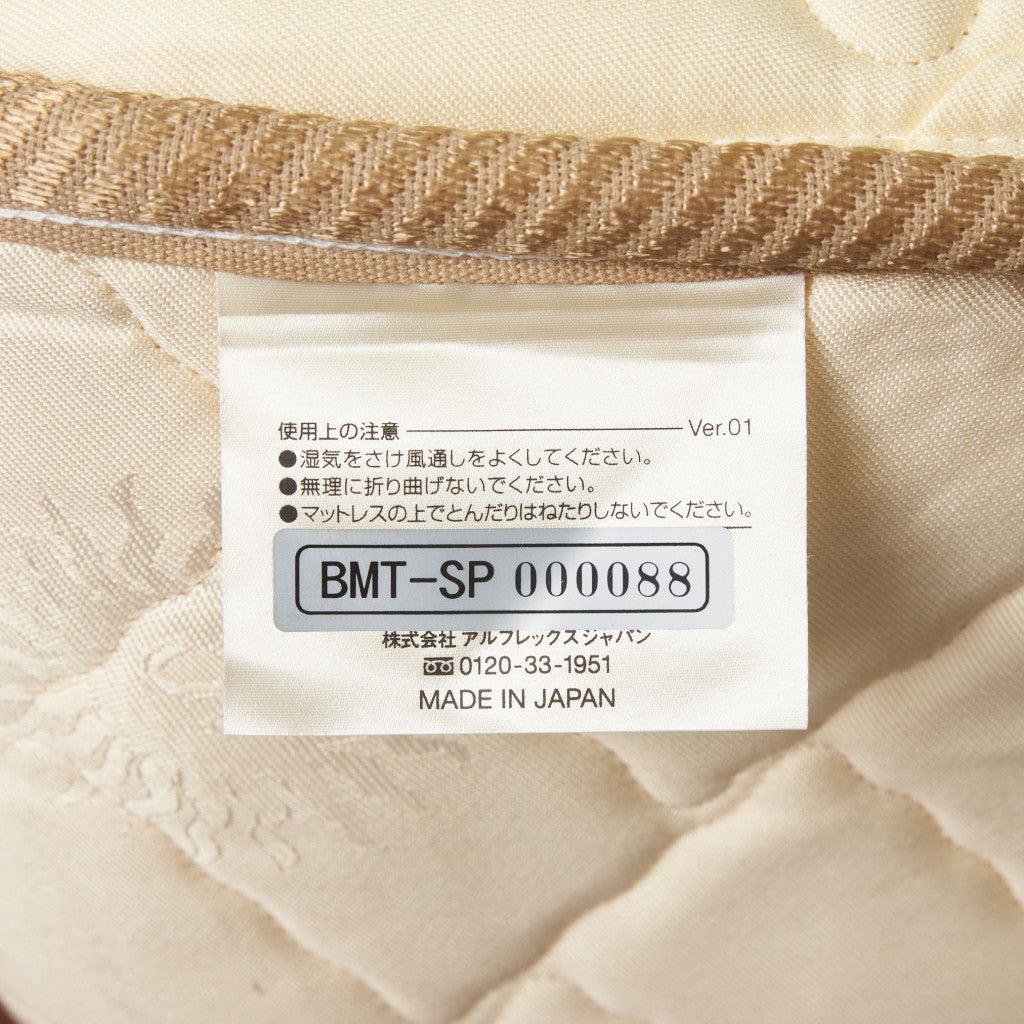 使用上の注意 Ver.01
●湿気をさけ風通しをよくしてください。
●無理に折り曲げないでください。
●マットレスの上でとんだりはねたりしないでください。
BMT-SP 000088
株式会社 アルフレックスジャパン
0120-33-1951
MADE IN JAPAN